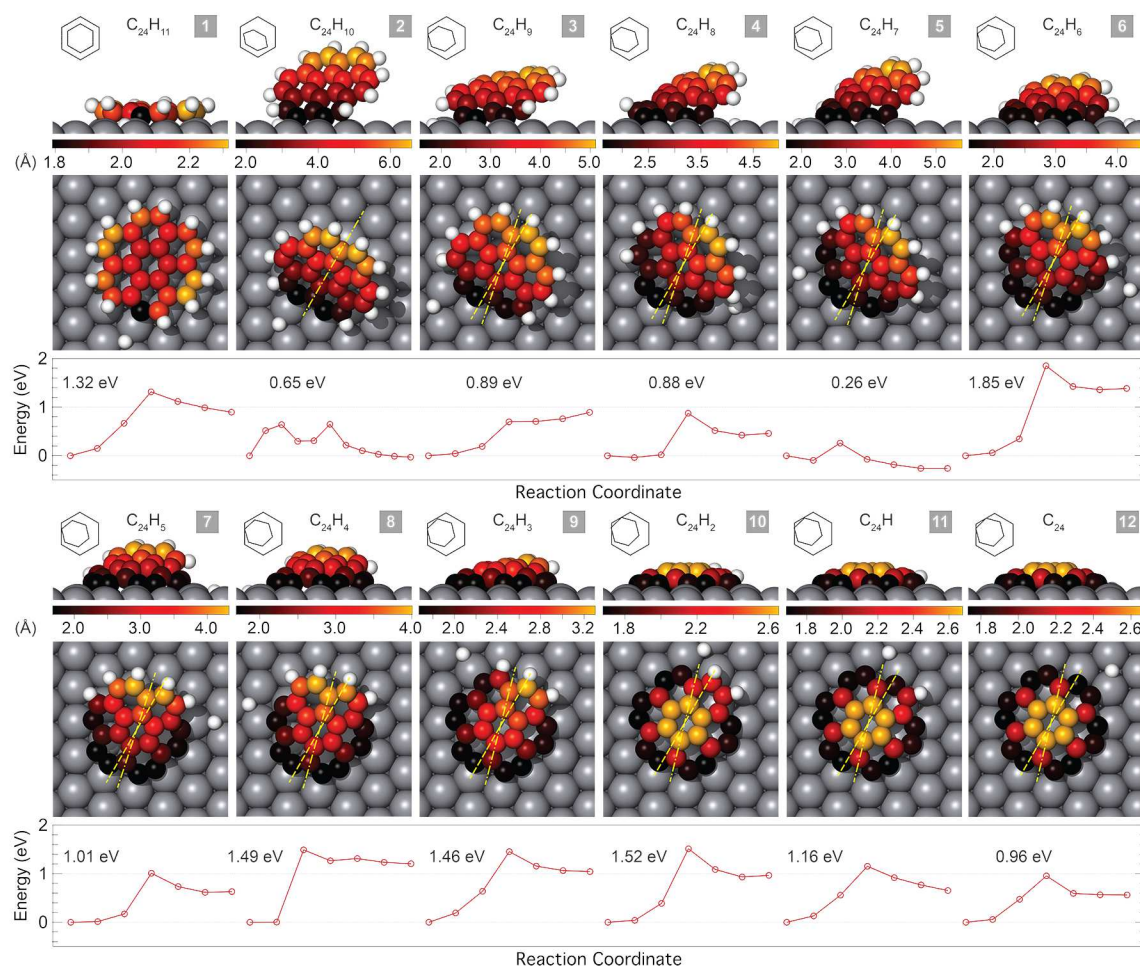 C24H11 1 C24H10 2 C24H9 3 C24H8 4 C24H7 5 C24H6 6
(Å) 1.8 2.0 2.2 2.0 4.0 6.0 2.0 3.0 4.0 5.0 2.5 3.5 4.5 2.0 3.0 4.0 5.0 2.0 3.0 4.0
Energy (eV)
2
1
0
1.32 eV 0.65 eV 0.89 eV 0.88 eV 0.26 eV 1.85 eV
Reaction Coordinate
C24H5 7 C24H4 8 C24H3 9 C24H2 10 C24H 11 C24 12
(Å) 2.0 3.0 4.0 2.0 3.0 4.0 2.0 2.4 2.8 3.2 1.8 2.0 2.2 2.4 2.6 1.8 2.0 2.2 2.4 2.6 1.8 2.0 2.2 2.4 2.6
Energy (eV)
2
1
0
1.01 eV 1.49 eV 1.46 eV 1.52 eV 1.16 eV 0.96 eV
Reaction Coordinate